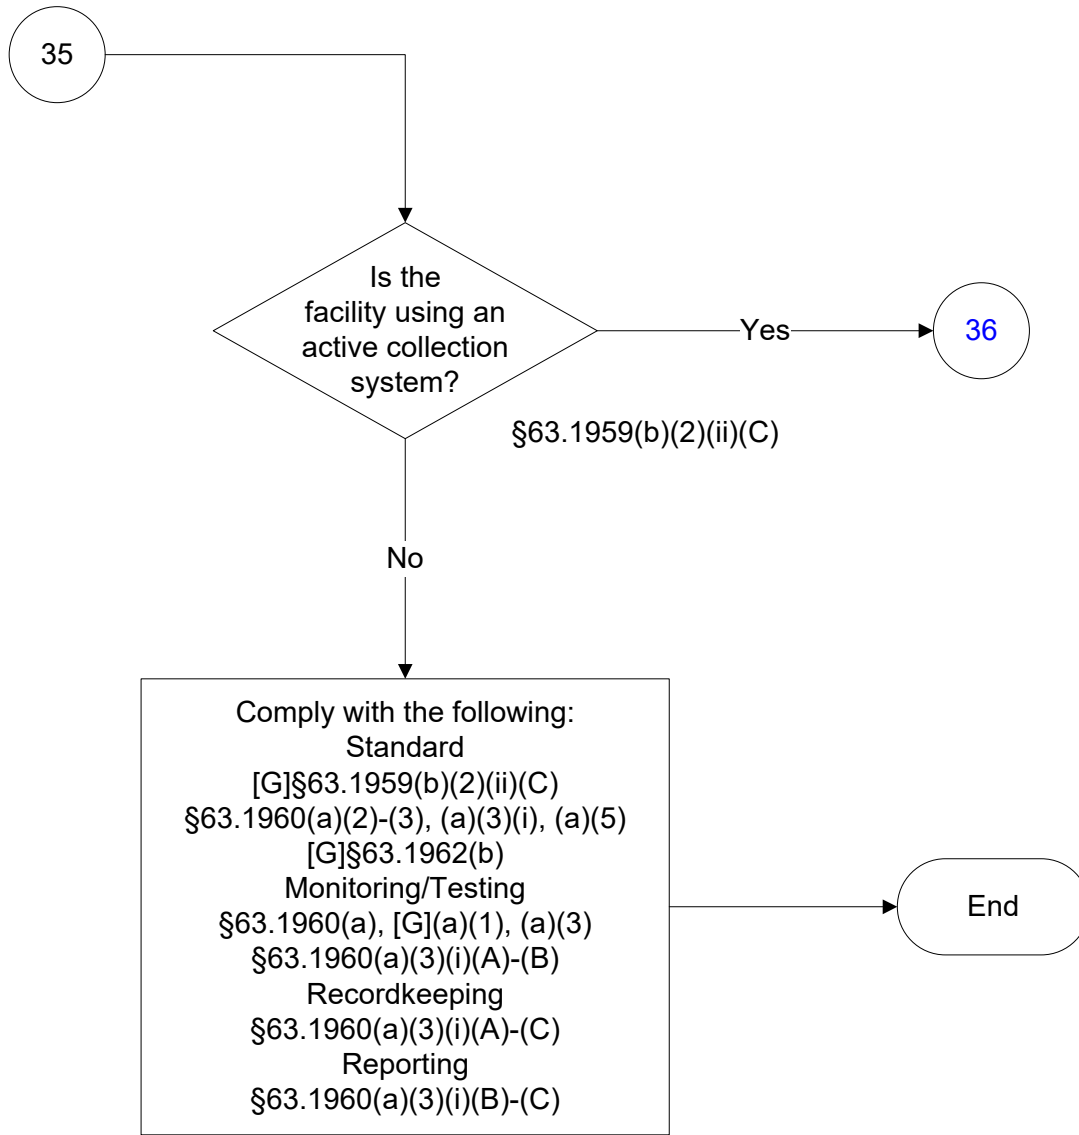 35
Is the
facility using an
active collection
system?
Yes
36
§63.1959(b)(2)(ii)(C)
No
Comply with the following:
Standard
[G]§63.1959(b)(2)(ii)(C)
§63.1960(a)(2)-(3), (a)(3)(i), (a)(5)
[G]§63.1962(b)
Monitoring/Testing
§63.1960(a), [G](a)(1), (a)(3)
§63.1960(a)(3)(i)(A)-(B)
Recordkeeping
§63.1960(a)(3)(i)(A)-(C)
Reporting
§63.1960(a)(3)(i)(B)-(C)
End